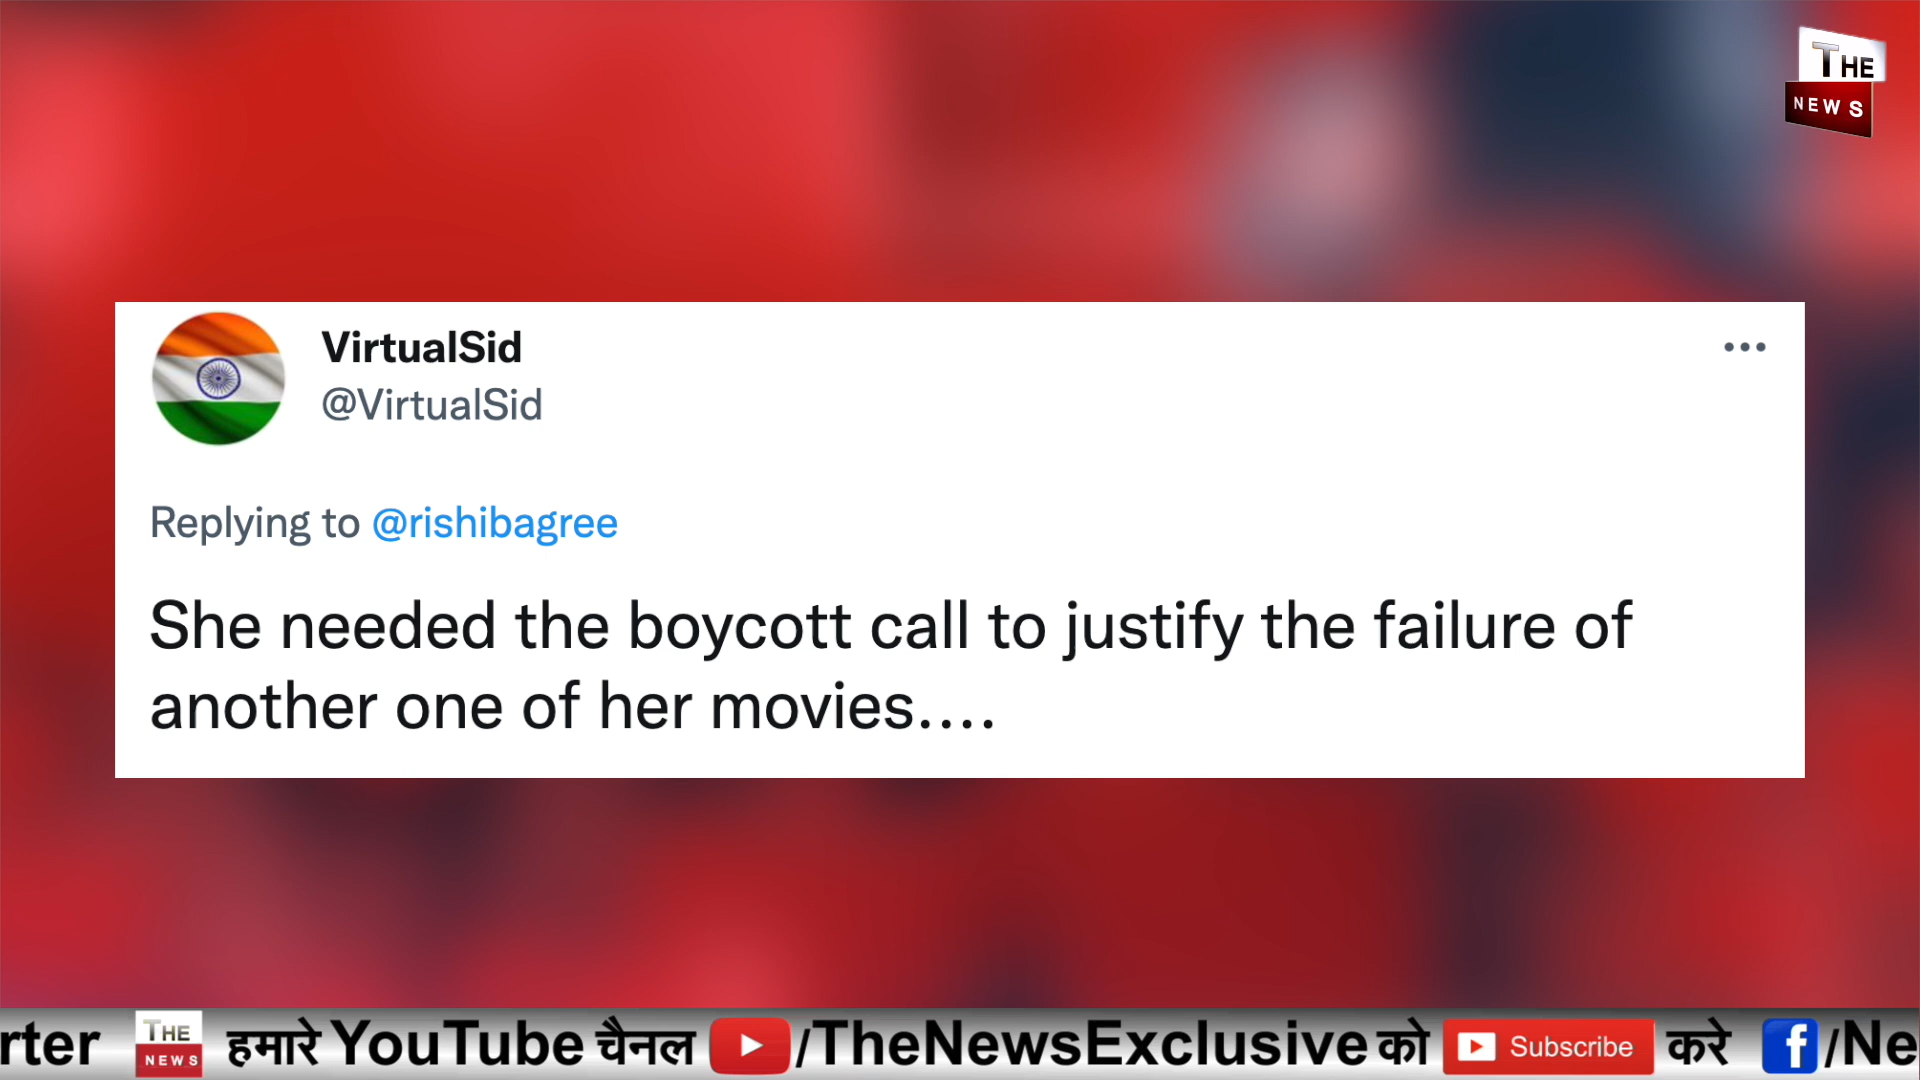 THE
NEWS
VirtualSid
@VirtualSid
Replying to @rishibagree
She needed the boycott call to justify the failure of
another one of her movies....
rter THE NEWS हमारे YouTube चैनल /TheNewsExclusive को Subscribe करे f/Ne